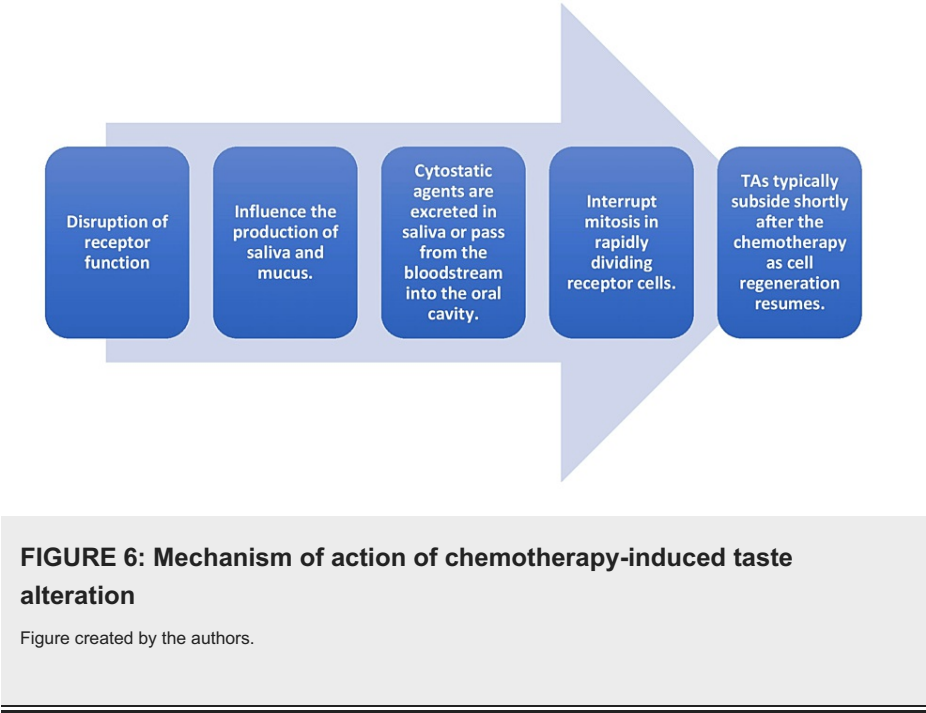 Disruption of
receptor
function
Influence the
production of
saliva and
mucus.
Cytostatic
agents are
excreted in
saliva or pass
from the
bloodstream
into the oral
cavity.
Interrupt
mitosis in
rapidly
dividing
receptor cells.
TAs typically
subside shortly
after the
chemotherapy
as cell
regeneration
resumes.
FIGURE 6: Mechanism of action of chemotherapy-induced taste
alteration
Figure created by the authors.